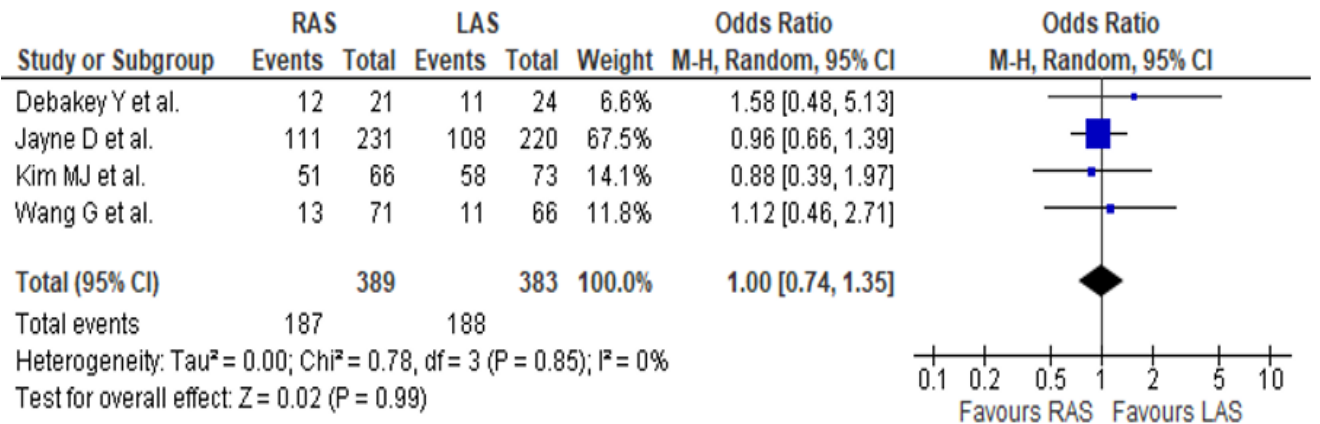 RAS LAS Odds Ratio Odds Ratio
Study or Subgroup Events Total Events Total Weight M-H, Random, 95% CI M-H, Random, 95% CI
Debakey Y et al. 12 21 11 24 6.6% 1.58 [0.48, 5.13]
Jayne D et al. 111 231 108 220 67.5% 0.96 [0.66, 1.39]
Kim MJ et al. 51 66 58 73 14.1% 0.88 [0.39, 1.97]
Wang G et al. 13 71 11 66 11.8% 1.12 [0.46, 2.71]
Total (95% CI) 389 383 100.0% 1.00 [0.74, 1.35]
Total events 187 188
Heterogeneity: Tau² = 0.00; Chi² = 0.78, df = 3 (P = 0.85); I² = 0%
Test for overall effect: Z = 0.02 (P = 0.99)
0.1 0.2 0.5 1 2 5 10
Favours RAS Favours LAS